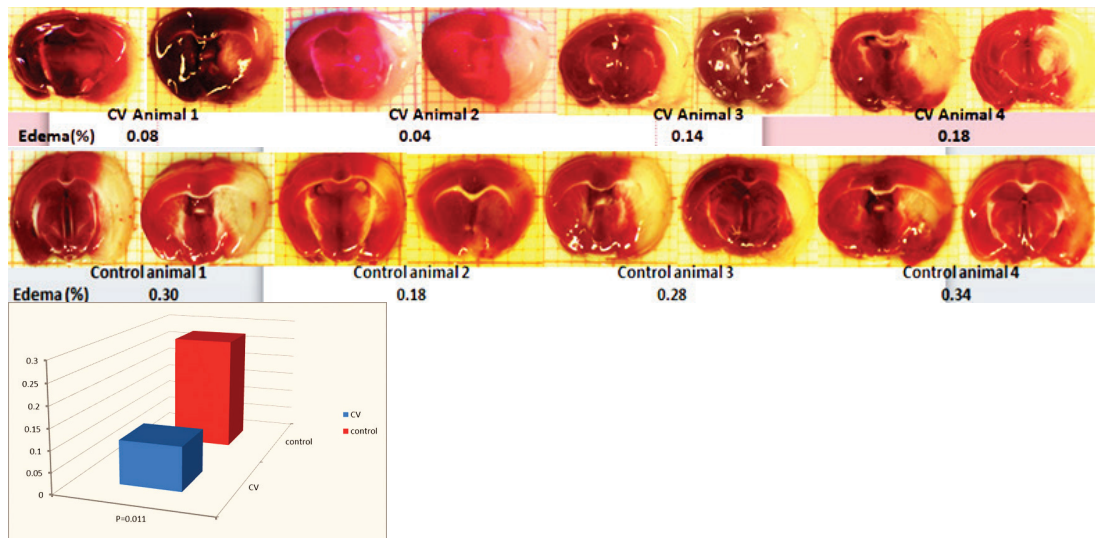 CV Animal 1 CV Animal 2 CV Animal 3 CV Animal 4
Edema(%) 0.08 0.04 0.14 0.18
Control animal 1 Control animal 2 Control animal 3 Control animal 4
Edema (%) 0.30 0.18 0.28 0.34
0.3
0.25
0.2
0.15
0.1
0.05
0
CV
control
control
CV
P=0.011